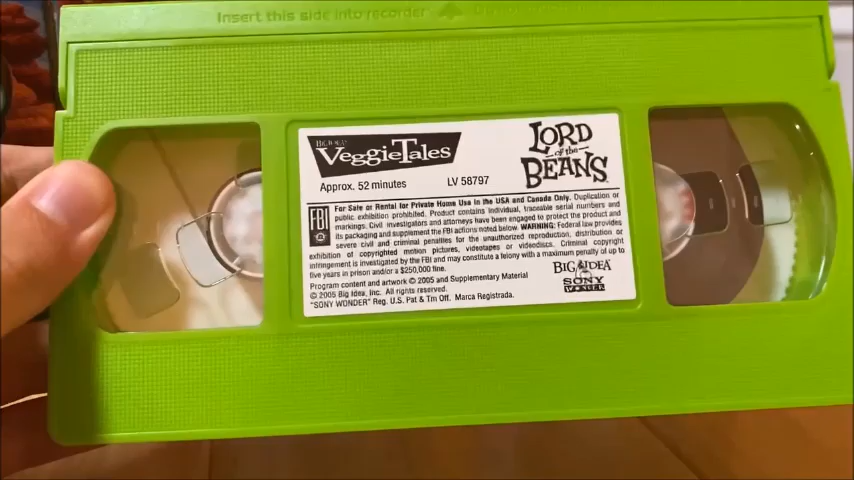 Insert this side into recorder
BIG IDEA
VeggieTales
LORD
of the
BEANS
Approx. 52 minutes LV 58797
FBI
For Sale or Rental for Private Home Use in the USA and Canada Only. Duplication or
public exhibition prohibited. Product contains individual, traceable serial numbers and
markings. Civil investigators and attorneys have been engaged to protect the product and
its packaging and supplement the FBI actions noted below. WARNING: Federal law provides
severe civil and criminal penalties for the unauthorized reproduction, distribution or
exhibition of copyrighted motion pictures, videotapes or videodiscs. Criminal copyright
infringement is investigated by the FBI and may constitute a felony with a maximum penalty of up to
five years in prison and/or a $250,000 fine.
Program content and artwork © 2005 and Supplementary Material
© 2005 Big Idea, Inc. All rights reserved.
"SONY WONDER" Reg. U.S. Pat & Tm Off. Marca Registrada.
BIG IDEA
SONY
WONDER